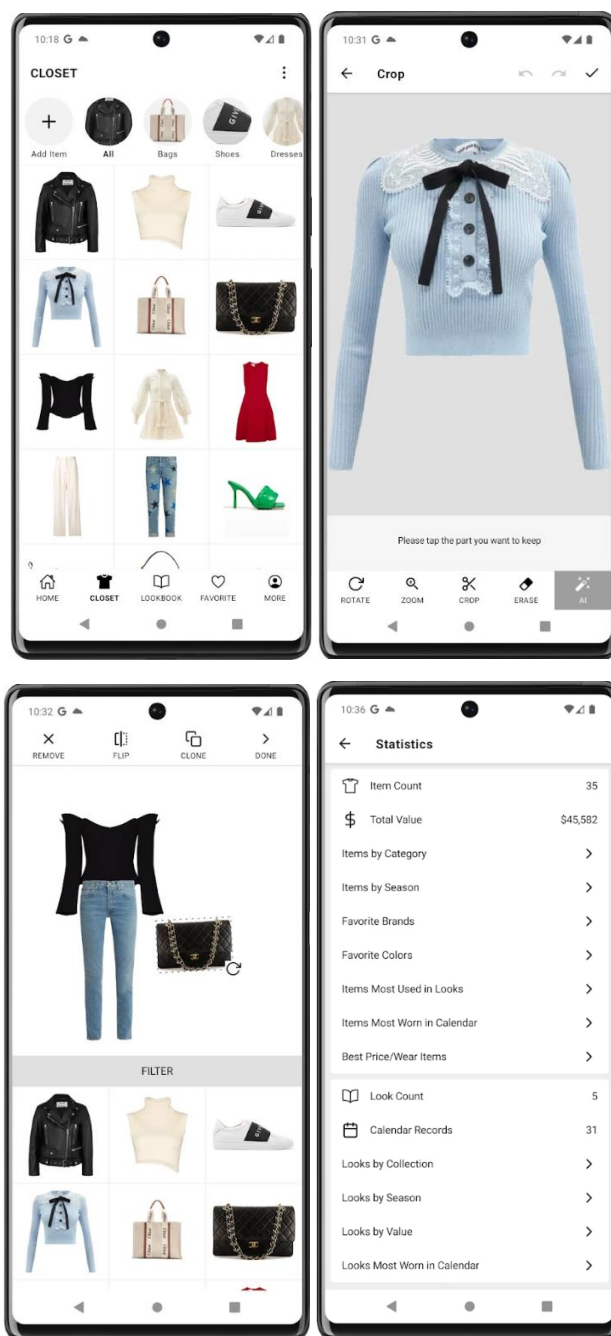 10:18 G
CLOSET
Add Item All Bags Shoes Dresses
GIVE
GIVE
HOME CLOSET LOOKBOOK FAVORITE MORE
10:31 G
Crop
Please tap the part you want to keep
ROTATE ZOOM CROP ERASE AI
10:32 G
REMOVE FLIP CLONE DONE
FILTER
10:36 G
Statistics
Item Count 35
Total Value $45,582
Items by Category
Items by Season
Favorite Brands
Favorite Colors
Items Most Used in Looks
Items Most Worn in Calendar
Best Price/Wear Items
Look Count 5
Calendar Records 31
Looks by Collection
Looks by Season
Looks by Value
Looks Most Worn in Calendar